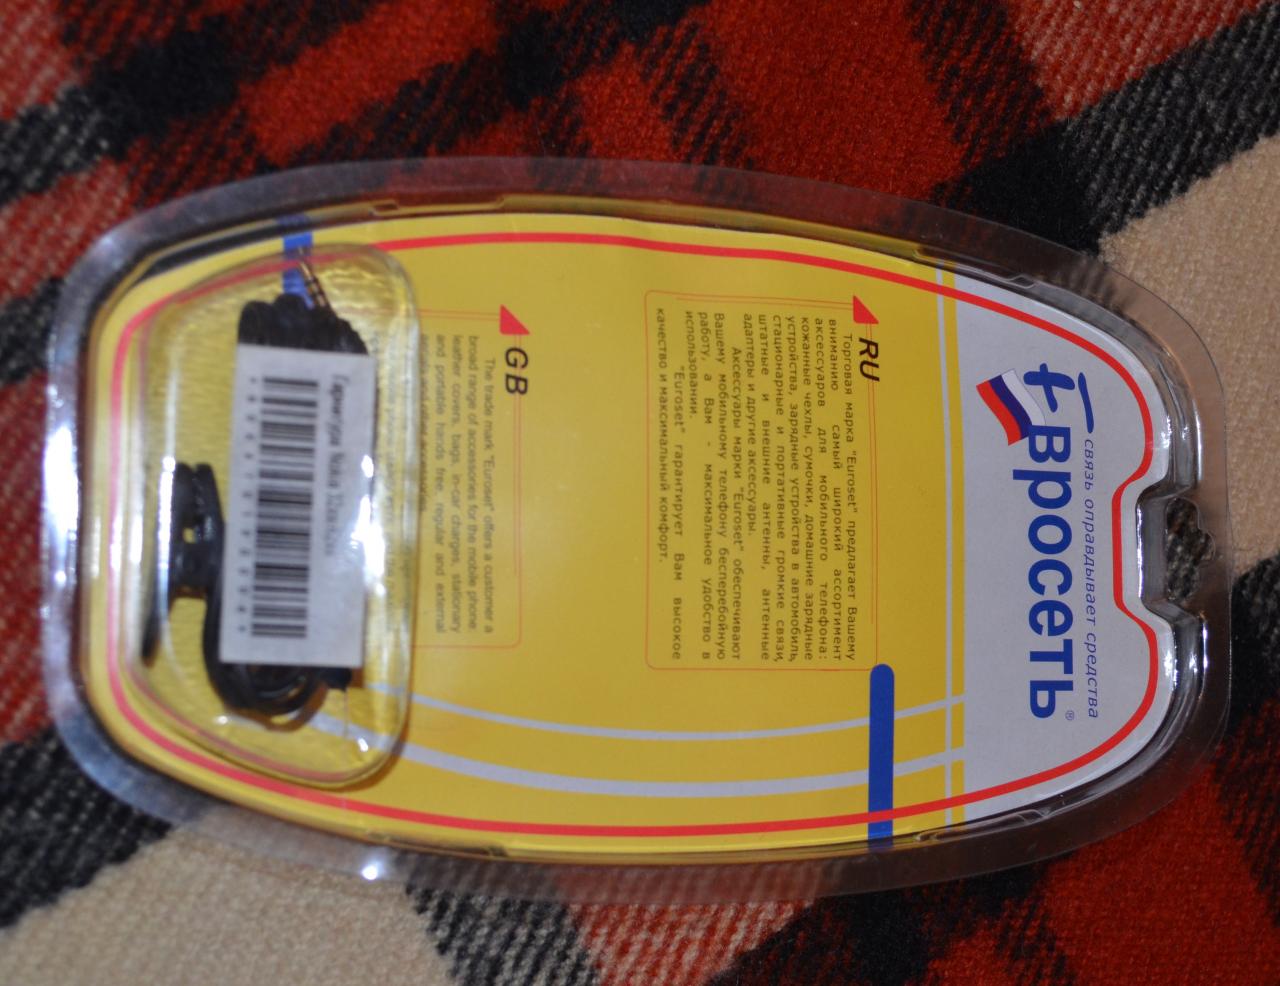 связь оправдывает средства
Евросеть®
RU
Торговая марка "Euroset" предлагает Вашему
вниманию самый широкий ассортимент
аксессуаров для мобильного телефона:
кожанные чехлы, сумочки, домашние зарядные
устройства, зарядные устройства в автомобиль,
стационарные и портативные громкие связи,
штатные и внешние антенны, антенные
адаптеры и другие аксессуары.
Аксессуары марки "Euroset" обеспечивают
Вашему мобильному телефону бесперебойную
работу, а Вам - максимальное удобство в
использовании.
"Euroset" гарантирует Вам высокое
качество и максимальный комфорт.
GB
The trade mark "Euroset" offers a customer a
broad range of accessories for the mobile phone
leather covers, bags, in-car charges, stationary
and portable hands free, regular and external
Гарнитура Nokia